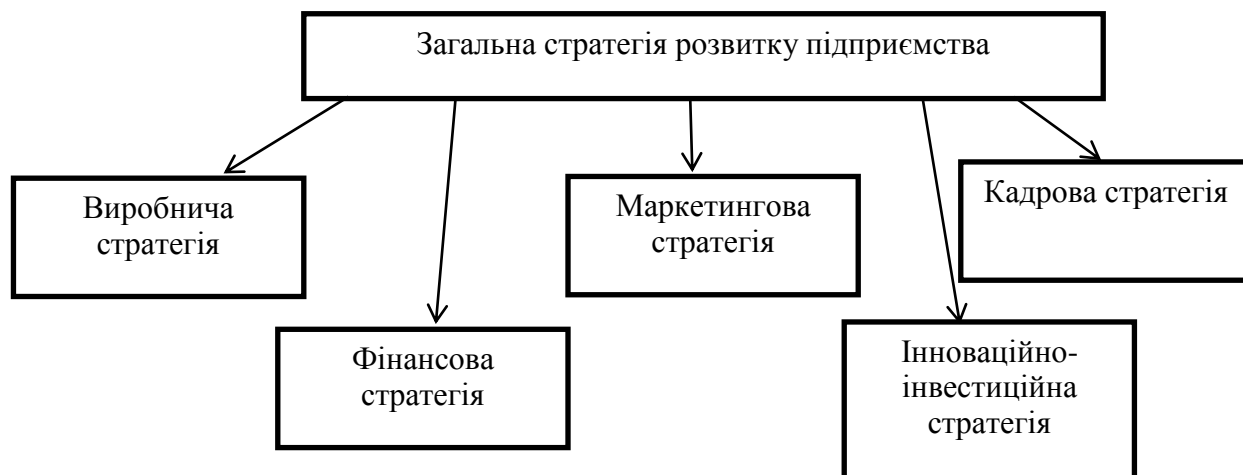 Загальна стратегія розвитку підприємства
Виробнича
стратегія
Маркетингова
стратегія
Кадрова стратегія
Фінансова
стратегія
Інноваційно-
інвестиційна
стратегія